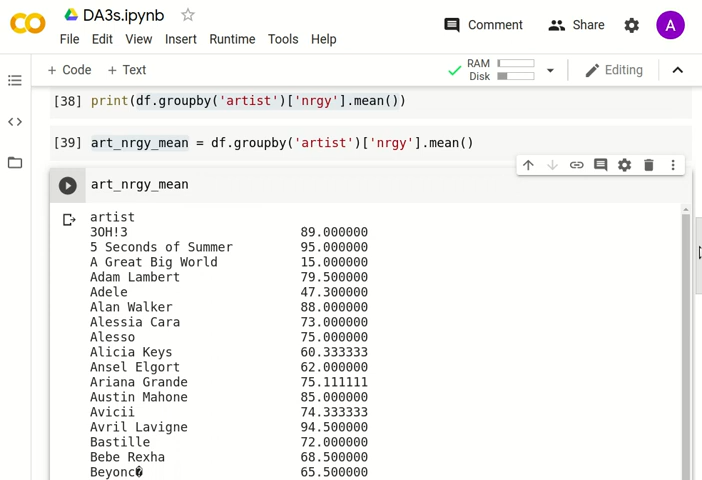 DA3s.ipynb
File Edit View Insert Runtime Tools Help
Comment Share A
+ Code + Text
RAM
Disk
Editing
[38] print(df.groupby('artist')['nrgy'].mean())
[39] art_nrgy_mean = df.groupby('artist')['nrgy'].mean()
art_nrgy_mean
artist
3OH!3 89.000000
5 Seconds of Summer 95.000000
A Great Big World 15.000000
Adam Lambert 79.500000
Adele 47.300000
Alan Walker 88.000000
Alessia Cara 73.000000
Alesso 75.000000
Alicia Keys 60.333333
Ansel Elgort 62.000000
Ariana Grande 75.111111
Austin Mahone 85.000000
Avicii 74.333333
Avril Lavigne 94.500000
Bastille 72.000000
Bebe Rexha 68.500000
Beyonc� 65.500000